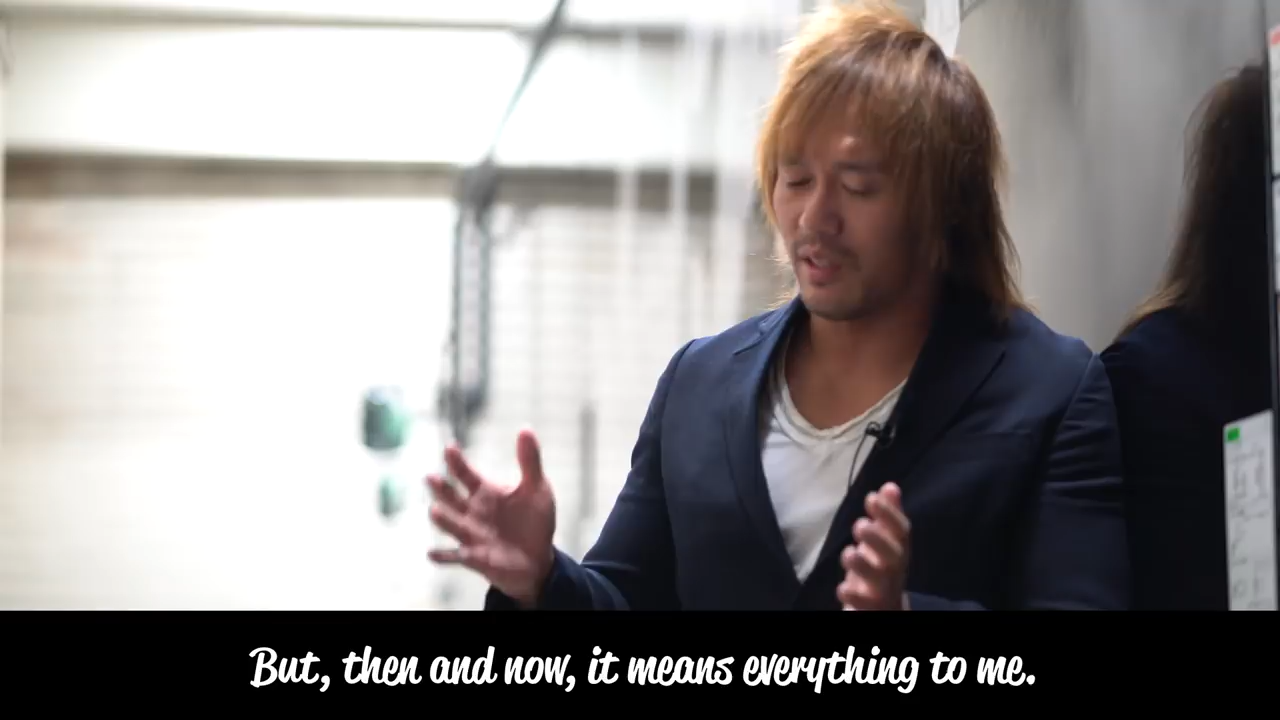 But, then and now, it means everything to me.